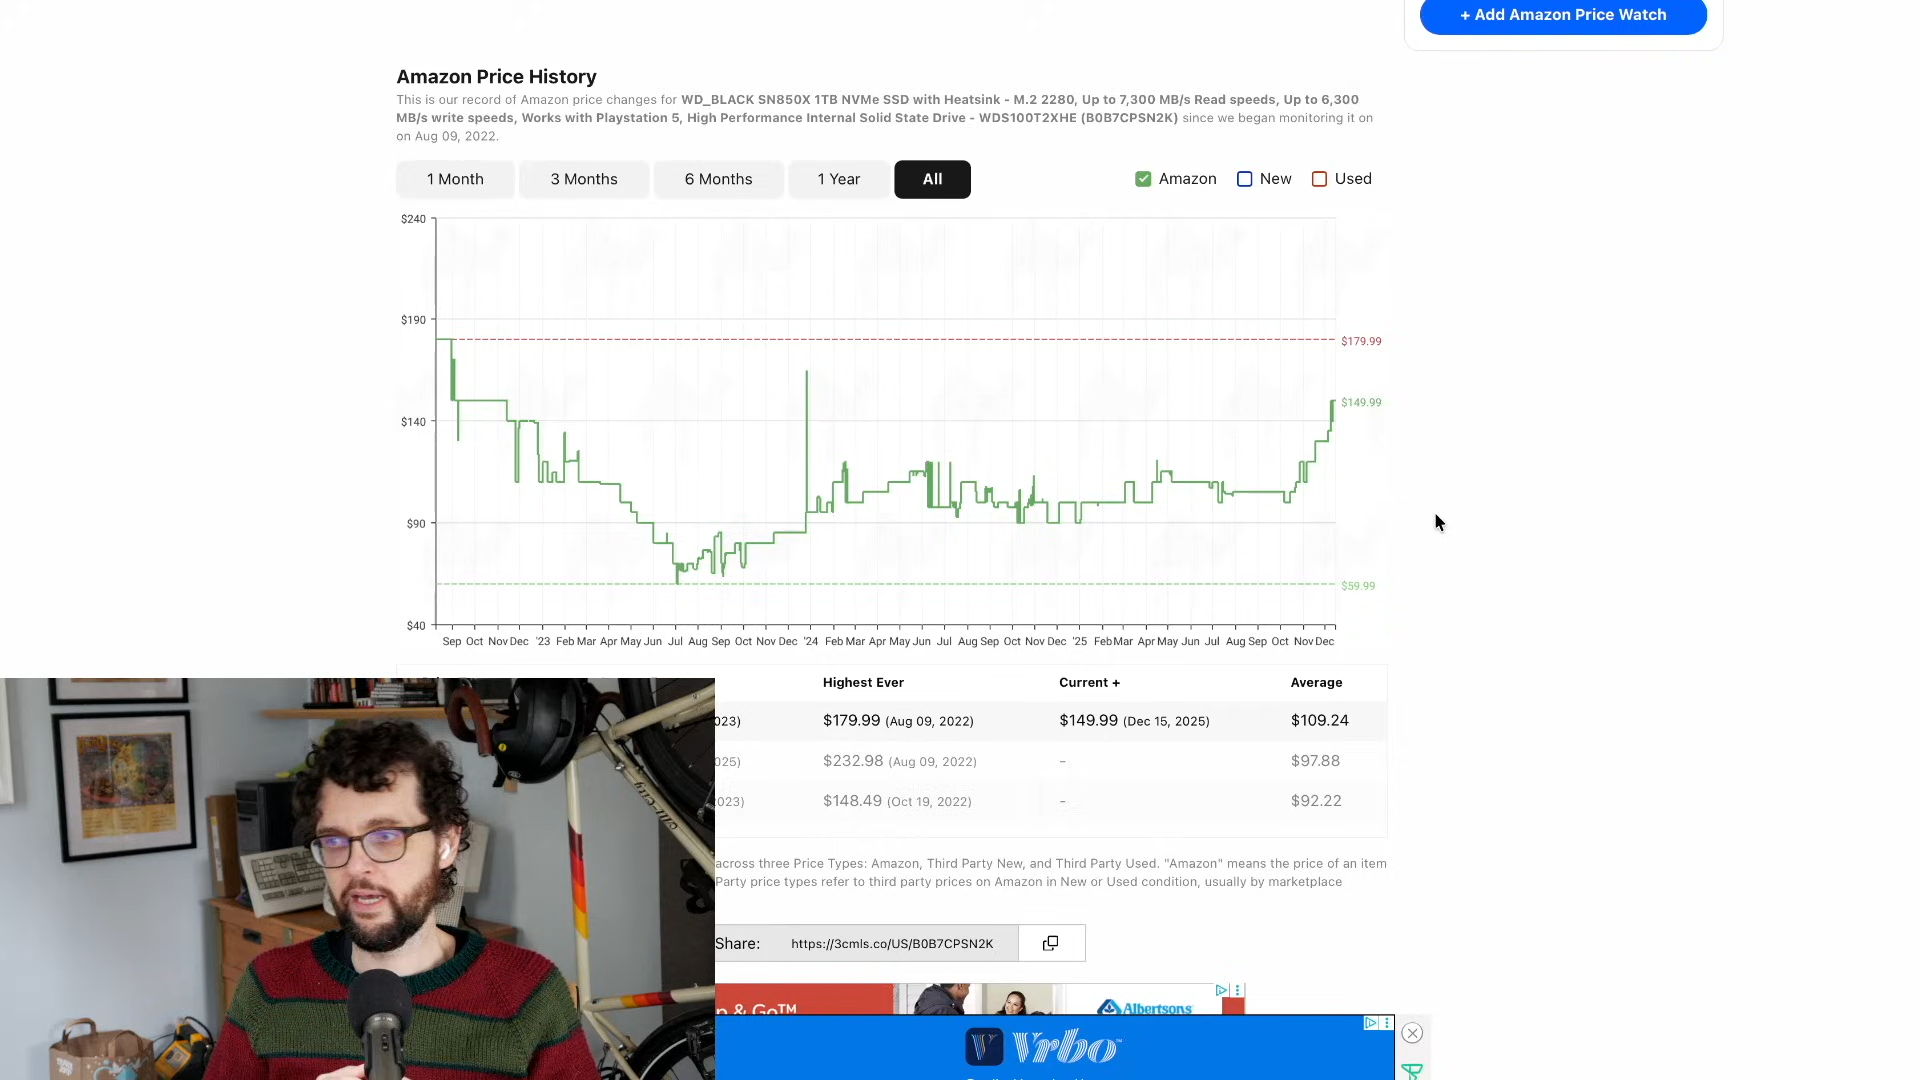 + Add Amazon Price Watch
Amazon Price History
This is our record of Amazon price changes for WD_BLACK SN850X 1TB NVMe SSD with Heatsink - M.2 2280, Up to 7,300 MB/s Read speeds, Up to 6,300
MB/s write speeds, Works with Playstation 5, High Performance Internal Solid State Drive - WDS100T2XHE (B0B7CPSN2K) since we began monitoring it on
on Aug 09, 2022.
1 Month 3 Months 6 Months 1 Year All Amazon New Used
$240
$190
$179.99
$149.99
$140
$90
$59.99
$40
Sep Oct Nov Dec '23 Feb Mar Apr May Jun Jul Aug Sep Oct Nov Dec '24 Feb Mar Apr May Jun Jul Aug Sep Oct Nov Dec '25 Feb Mar Apr May Jun Jul Aug Sep Oct Nov Dec
Highest Ever Current + Average
023) $179.99 (Aug 09, 2022) $149.99 (Dec 15, 2025) $109.24
025) $232.98 (Aug 09, 2022) - $97.88
023) $148.49 (Oct 19, 2022) - $92.22
across three Price Types: Amazon, Third Party New, and Third Party Used. "Amazon" means the price of an item
Party price types refer to third party prices on Amazon in New or Used condition, usually by marketplace
Share: https://3cmls.co/US/B0B7CPSN2K
& Go™
Albertsons
Vrbo